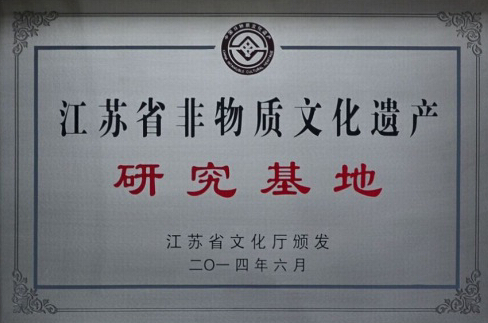 江苏省非物质文化遗产
研究基地
江苏省文化厅颁发
二〇一四年六月